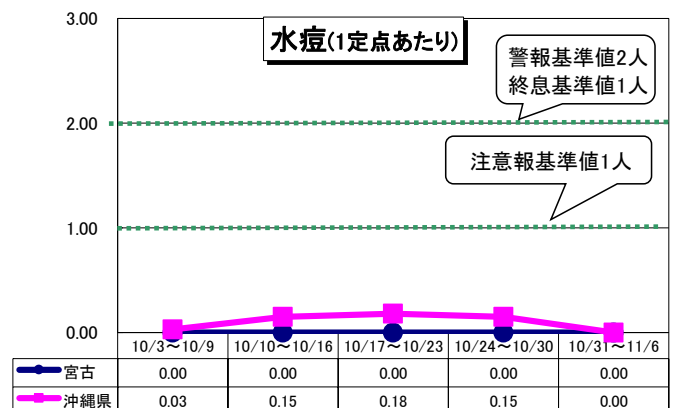 水痘(1定点あたり)
3.00
警報基準値2人
終息基準値1人
2.00
注意報基準値1人
1.00
0.00
10/3～10/9 10/10～10/16 10/17～10/23 10/24～10/30 10/31～11/6
宮古 0.00 0.00 0.00 0.00 0.00
沖縄県 0.03 0.15 0.18 0.15 0.00